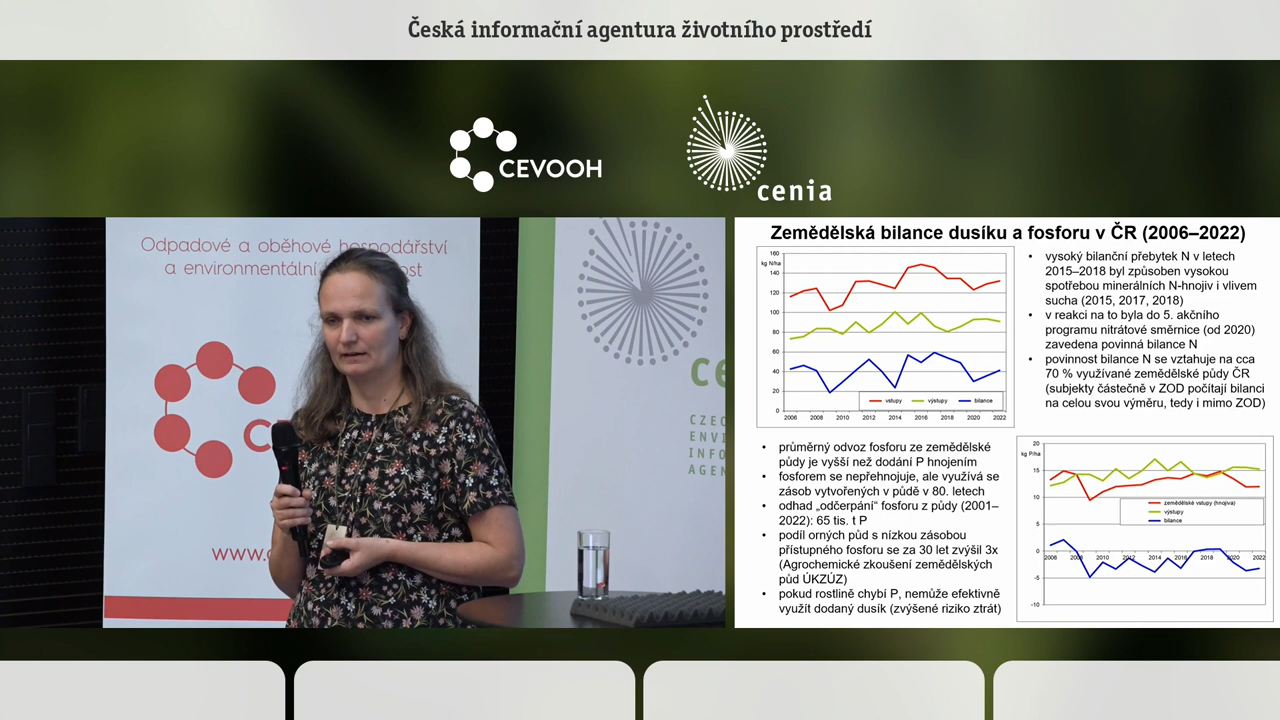 Česká informační agentura životního prostředí
CEVOOH
cenia
Odpadové a oběhové hospodářství
a environmentální
ost
www.
ce
CZEC
ENVI
INFO
AGEN
Zemědělská bilance dusíku a fosforu v ČR (2006–2022)
160
kg N/ha
140
120
100
80
60
40
20
0
2006 2008 2010 2012 2014 2016 2018 2020 2022
vstupy výstupy bilance
• vysoký bilanční přebytek N v letech
2015–2018 byl způsoben vysokou
spotřebou minerálních N-hnojiv i vlivem
sucha (2015, 2017, 2018)
• v reakci na to byla do 5. akčního
programu nitrátové směrnice (od 2020)
zavedena povinná bilance N
• povinnost bilance N se vztahuje na cca
70 % využívané zemědělské půdy ČR
(subjekty částečně v ZOD počítají bilanci
na celou svou výměru, tedy i mimo ZOD)
• průměrný odvoz fosforu ze zemědělské
půdy je vyšší než dodání P hnojením
• fosforem se nepřehnojuje, ale využívá se
zásob vytvořených v půdě v 80. letech
• odhad „odčerpání“ fosforu z půdy (2001–
2022): 65 tis. t P
• podíl orných půd s nízkou zásobou
přístupného fosforu se za 30 let zvýšil 3x
(Agrochemické zkoušení zemědělských
půd ÚKZÚZ)
• pokud rostlině chybí P, nemůže efektivně
využít dodaný dusík (zvýšené riziko ztrát)
20
kg P/ha
15
10
zemědělské vstupy (hnojiva)
výstupy
bilance
5
0
2006 2008 2010 2012 2014 2016 2018 2020 2022
-5
-10